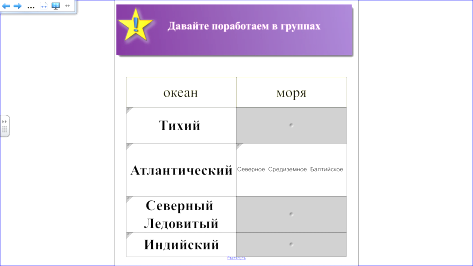 Давайте поработаем в группах
океан моря
Тихий
Атлантический Северное Средиземное Балтийское
Северный
Ледовитый
Индийский